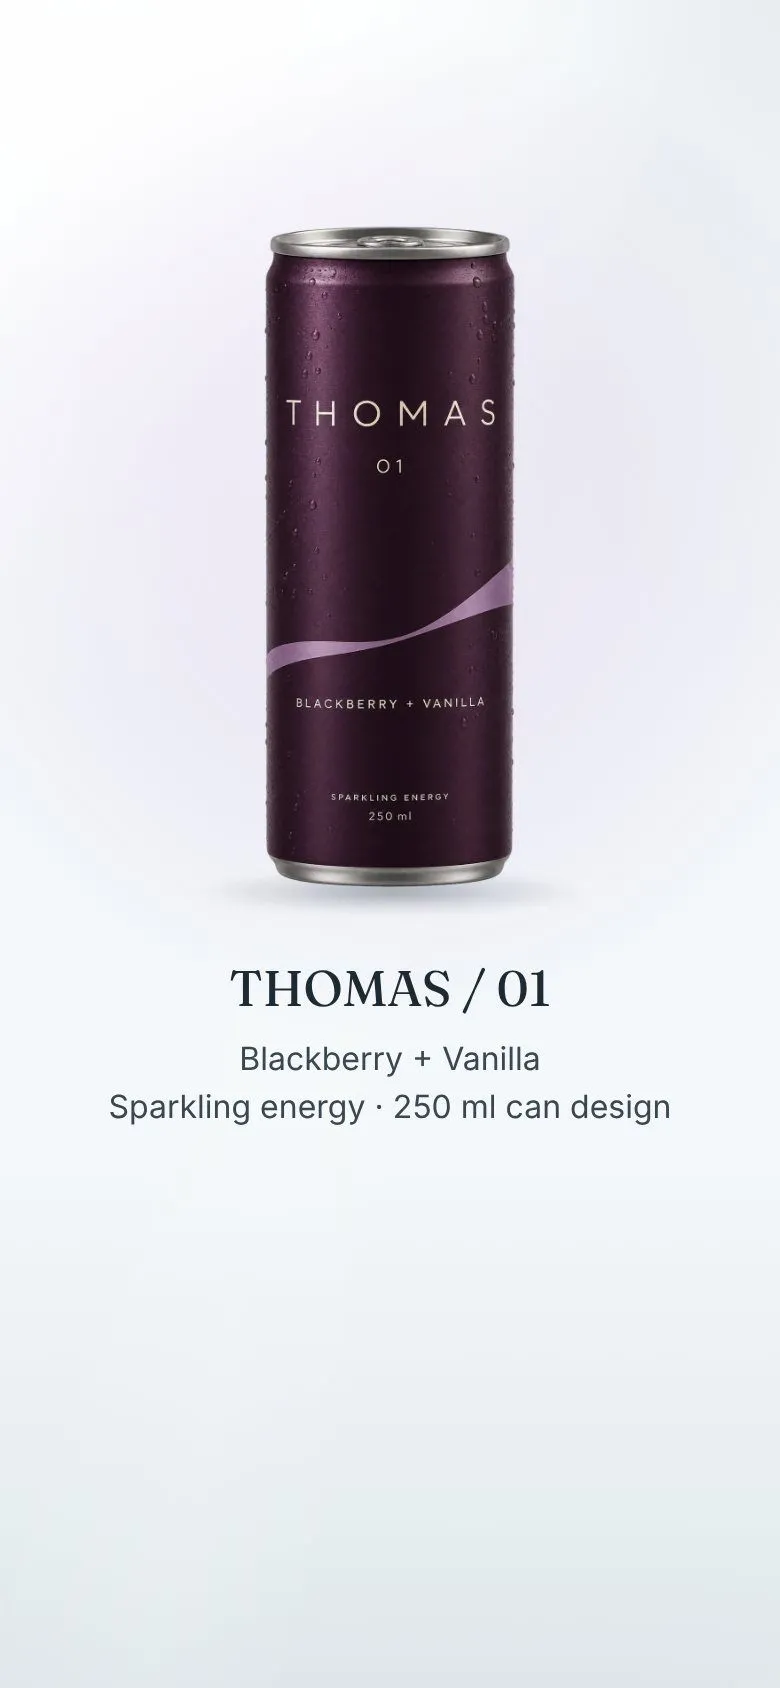 THOMAS
01
BLACKBERRY + VANILLA
SPARKLING ENERGY
250 ml
THOMAS / 01
Blackberry + Vanilla
Sparkling energy · 250 ml can design